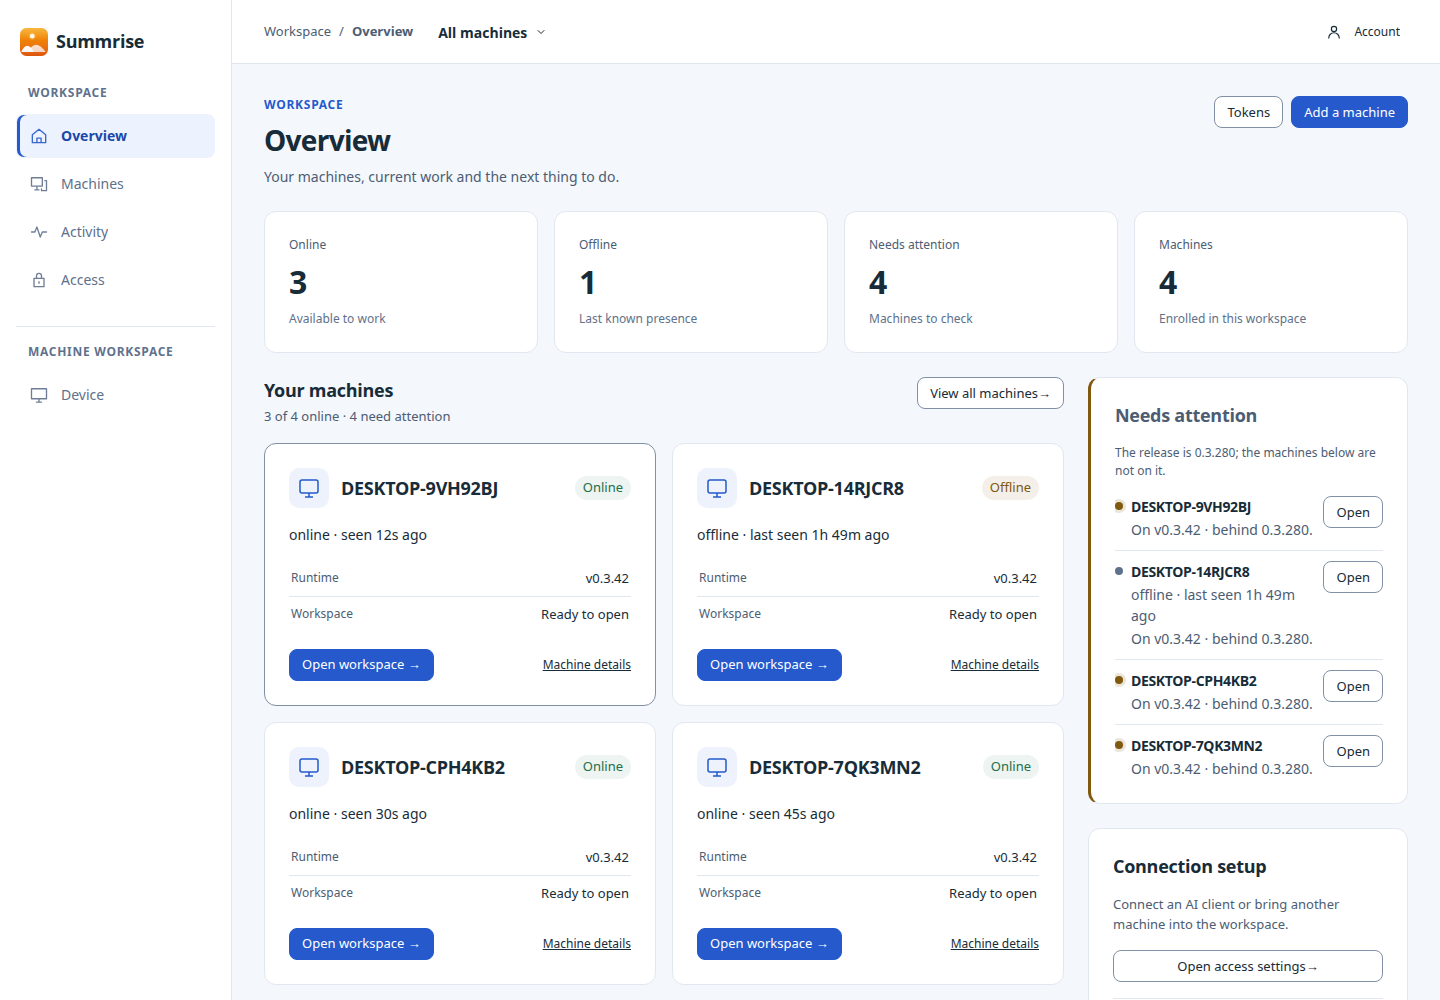 Summrise
WORKSPACE
Overview
Machines
Activity
Access
MACHINE WORKSPACE
Device
Workspace / Overview
All machines
Account
WORKSPACE
Overview
Your machines, current work and the next thing to do.
Tokens
Add a machine
Online
3
Available to work
Offline
1
Last known presence
Needs attention
4
Machines to check
Machines
4
Enrolled in this workspace
Your machines
3 of 4 online · 4 need attention
View all machines→
DESKTOP-9VH92BJ
Online
online · seen 12s ago
Runtime v0.3.42
Workspace Ready to open
Open workspace →
Machine details
DESKTOP-14RJCR8
Offline
offline · last seen 1h 49m ago
Runtime v0.3.42
Workspace Ready to open
Open workspace →
Machine details
DESKTOP-CPH4KB2
Online
online · seen 30s ago
Runtime v0.3.42
Workspace Ready to open
Open workspace →
Machine details
DESKTOP-7QK3MN2
Online
online · seen 45s ago
Runtime v0.3.42
Workspace Ready to open
Open workspace →
Machine details
Needs attention
The release is 0.3.280; the machines below are
not on it.
DESKTOP-9VH92BJ
On v0.3.42 · behind 0.3.280.
Open
DESKTOP-14RJCR8
offline · last seen 1h 49m
ago
On v0.3.42 · behind 0.3.280.
Open
DESKTOP-CPH4KB2
On v0.3.42 · behind 0.3.280.
Open
DESKTOP-7QK3MN2
On v0.3.42 · behind 0.3.280.
Open
Connection setup
Connect an AI client or bring another
machine into the workspace.
Open access settings→